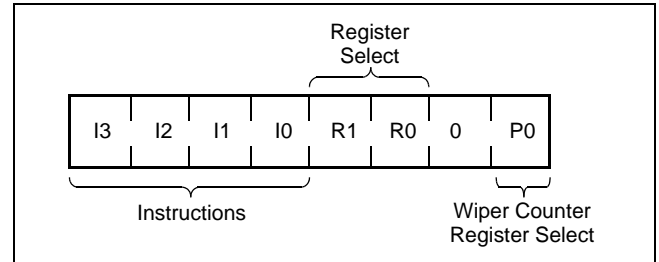 Register
Select
I3 I2 I1 I0 R1 R0 0 P0
Instructions
Wiper Counter
Register Select